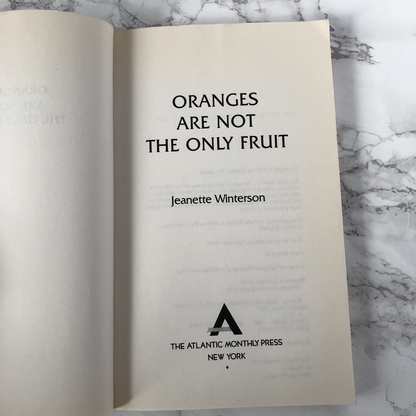 ORANGES
ARE NOT
THE ONLY FRUIT
Jeanette Winterson
A
THE ATLANTIC MONTHLY PRESS
NEW YORK